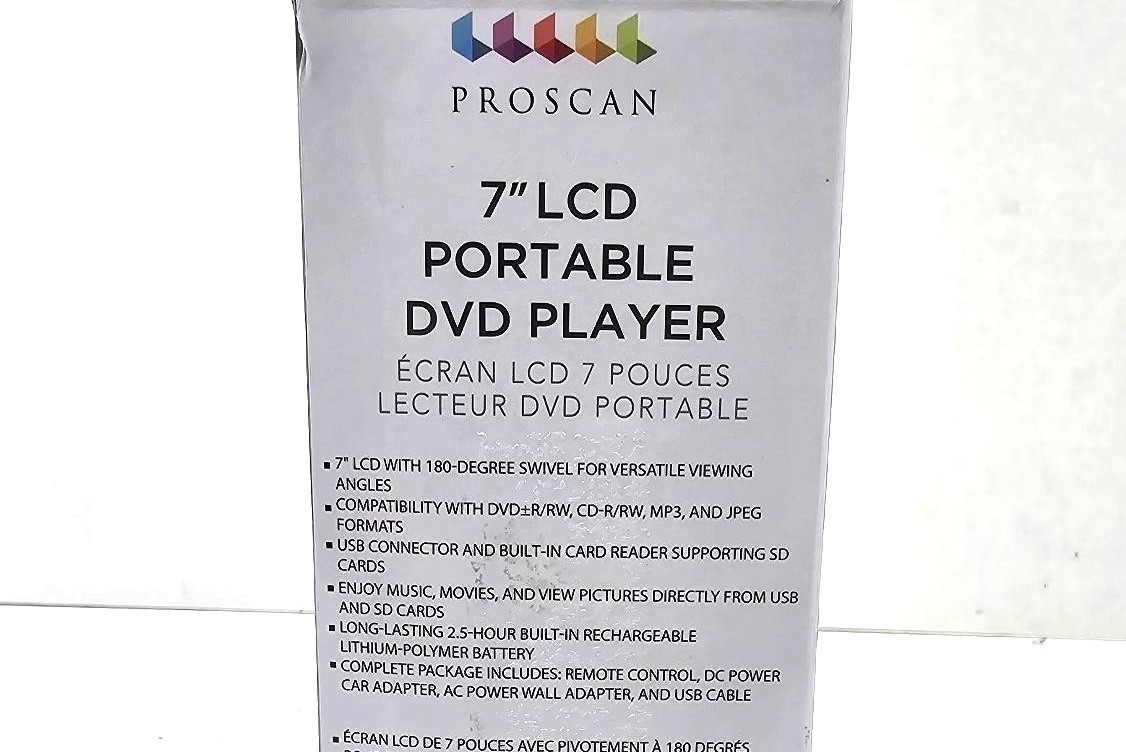 PROSCAN
7" LCD
PORTABLE
DVD PLAYER
ÉCRAN LCD 7 POUCES
LECTEUR DVD PORTABLE
▪ 7" LCD WITH 180-DEGREE SWIVEL FOR VERSATILE VIEWING
ANGLES
▪ COMPATIBILITY WITH DVD±R/RW, CD-R/RW, MP3, AND JPEG
FORMATS
▪ USB CONNECTOR AND BUILT-IN CARD READER SUPPORTING SD
CARDS
▪ ENJOY MUSIC, MOVIES, AND VIEW PICTURES DIRECTLY FROM USB
AND SD CARDS
▪ LONG-LASTING 2.5-HOUR BUILT-IN RECHARGEABLE
LITHIUM-POLYMER BATTERY
▪ COMPLETE PACKAGE INCLUDES: REMOTE CONTROL, DC POWER
CAR ADAPTER, AC POWER WALL ADAPTER, AND USB CABLE
▪ ÉCRAN LCD DE 7 POUCES AVEC PIVOTEMENT À 180 DEGRÉS